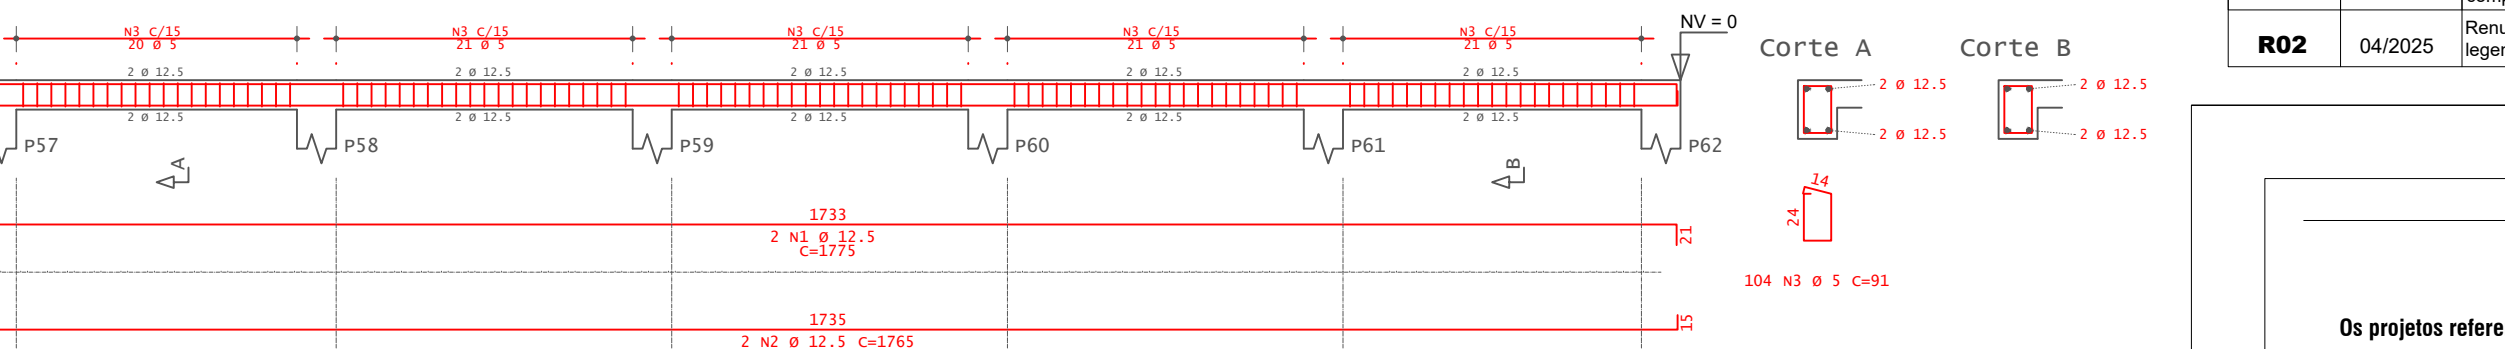 N3 C/15
20 Ø 5
N3 C/15
21 Ø 5
N3 C/15
21 Ø 5
N3 C/15
21 Ø 5
N3 C/15
21 Ø 5
NV = 0
2 Ø 12.5
2 Ø 12.5
2 Ø 12.5
2 Ø 12.5
2 Ø 12.5
2 Ø 12.5
2 Ø 12.5
2 Ø 12.5
2 Ø 12.5
2 Ø 12.5
P57
P58
P59
P60
P61
P62
A
B
1733
2 N1 Ø 12.5
C=1775
21
1735
2 N2 Ø 12.5 C=1765
15
Corte A
2 Ø 12.5
2 Ø 12.5
14
24
104 N3 Ø 5 C=91
Corte B
2 Ø 12.5
2 Ø 12.5
R02
04/2025
Os projetos refere